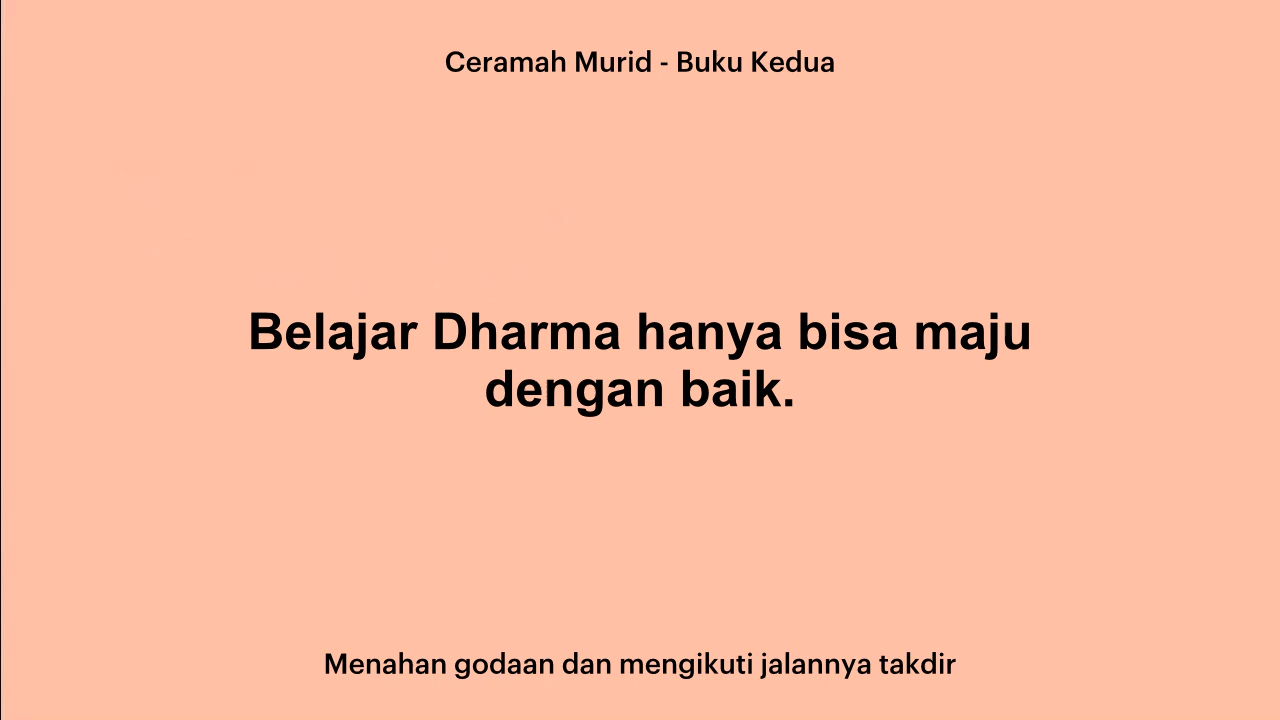 Ceramah Murid - Buku Kedua
Belajar Dharma hanya bisa maju
dengan baik.
Menahan godaan dan mengikuti jalannya takdir